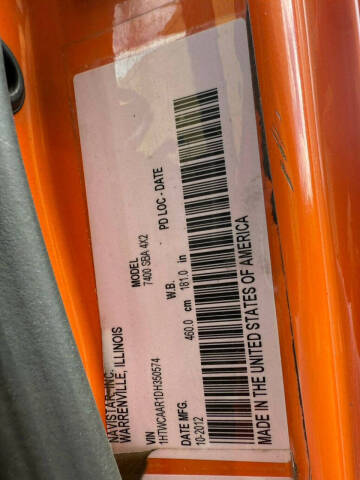 NAVISTAR, INC.
WARRENVILLE, ILLINOIS
MODEL
7400 SBA 4X2
VIN
1HTWCAAR1DH350574
PD LOC - DATE
W.B.
DATE MFG. 460.0 cm 181.0 in
10-2012
MADE IN THE UNITED STATES OF AMERICA